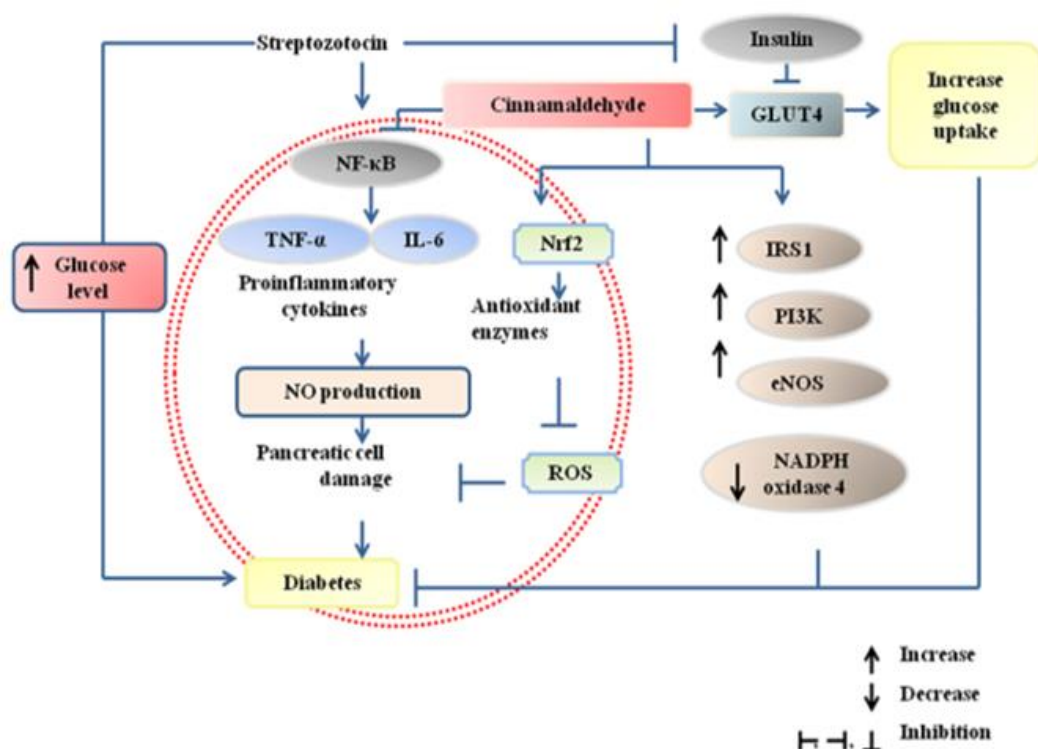 Streptozotocin
Insulin
Cinnamaldehyde
GLUT4
Increase
glucose
uptake
NF-κB
TNF-α
IL-6
Nrf2
IRS1
Glucose
level
Proinflammatory
cytokines
Antioxidant
enzymes
PI3K
NO production
eNOS
Pancreatic cell
damage
ROS
NADPH
oxidase 4
Diabetes
Increase
Decrease
Inhibition